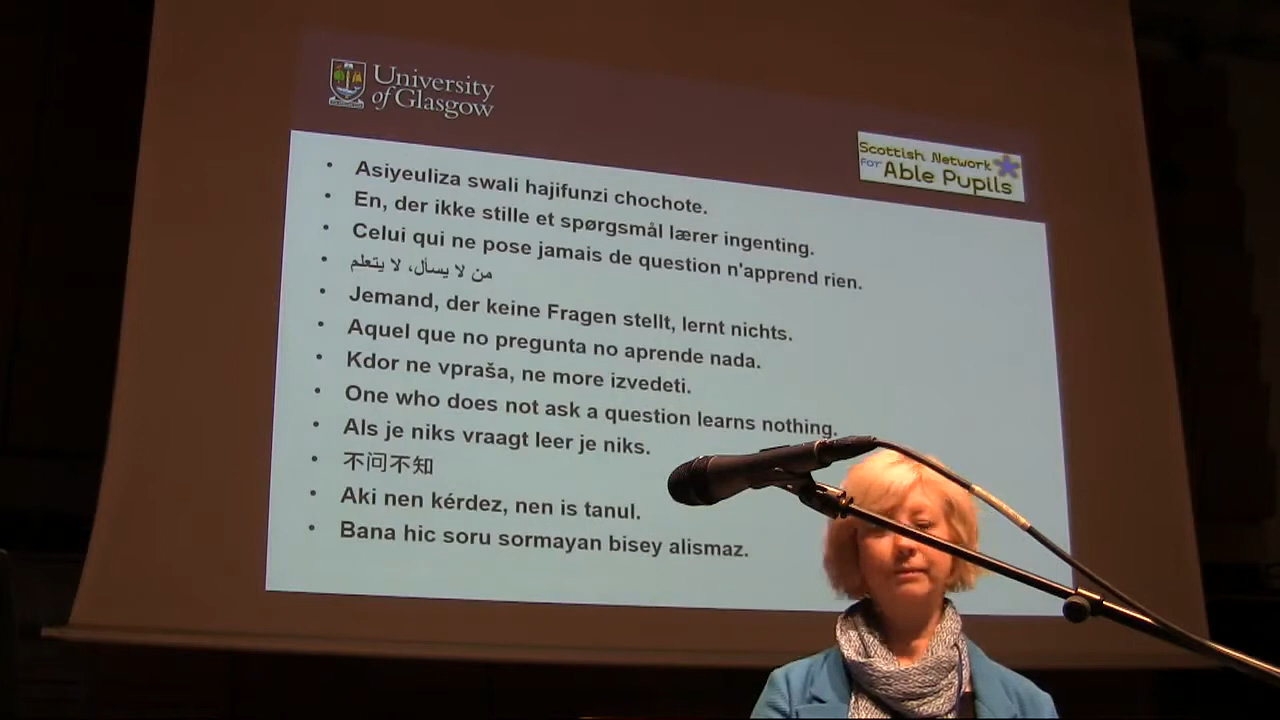 University
of Glasgow
Scottish Network
for Able Pupils
• Asiyeuliza swali hajifunzi chochote.
• En, der ikke stille et spørgsmål lærer ingenting.
• Celui qui ne pose jamais de question n'apprend rien.
• من لا يسأل، لا يتعلم
• Jemand, der keine Fragen stellt, lernt nichts.
• Aquel que no pregunta no aprende nada.
• Kdor ne vpraša, ne more izvedeti.
• One who does not ask a question learns nothing.
• Als je niks vraagt leer je niks.
• 不问不知
• Aki nen kérdez, nen is tanul.
• Bana hic soru sormayan bisey alismaz.